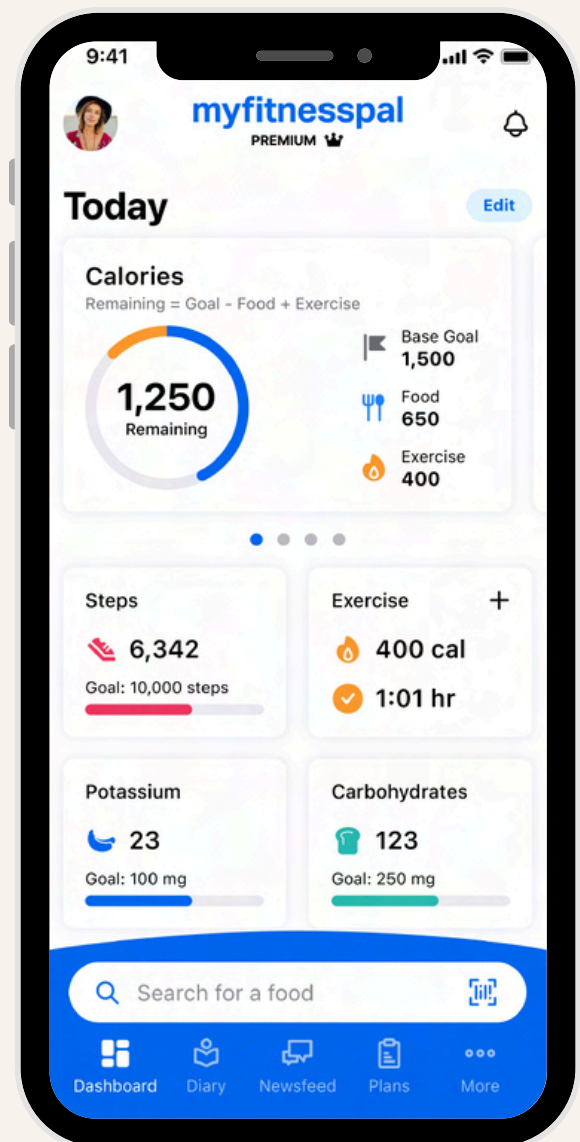 9:41
myfitnesspal
PREMIUM
Today
Edit
Calories
Remaining = Goal - Food + Exercise
1,250
Remaining
Base Goal
1,500
Food
650
Exercise
400
Steps
6,342
Goal: 10,000 steps
Exercise
400 cal
1:01 hr
Potassium
23
Goal: 100 mg
Carbohydrates
123
Goal: 250 mg
Search for a food
Dashboard
Diary
Newsfeed
Plans
More